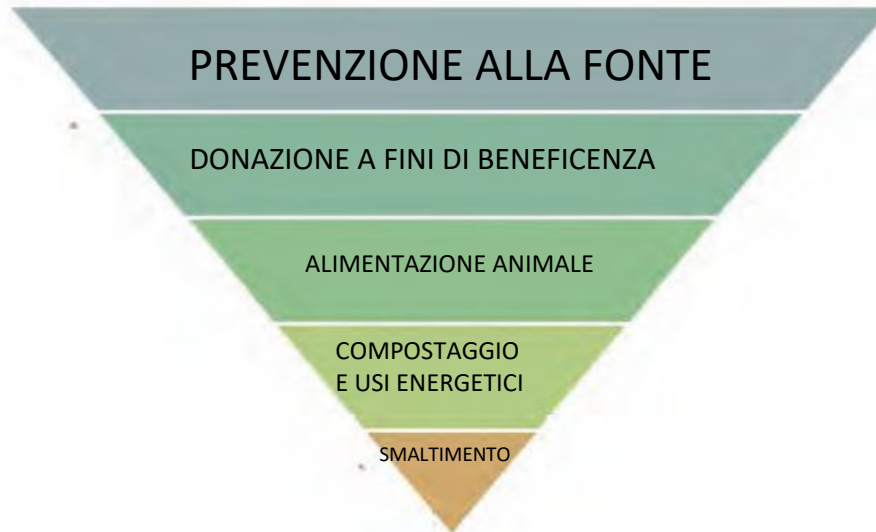 PREVENZIONE ALLA FONTE
DONAZIONE A FINI DI BENEFICENZA
ALIMENTAZIONE ANIMALE
COMPOSTAGGIO
E USI ENERGETICI
SMALTIMENTO